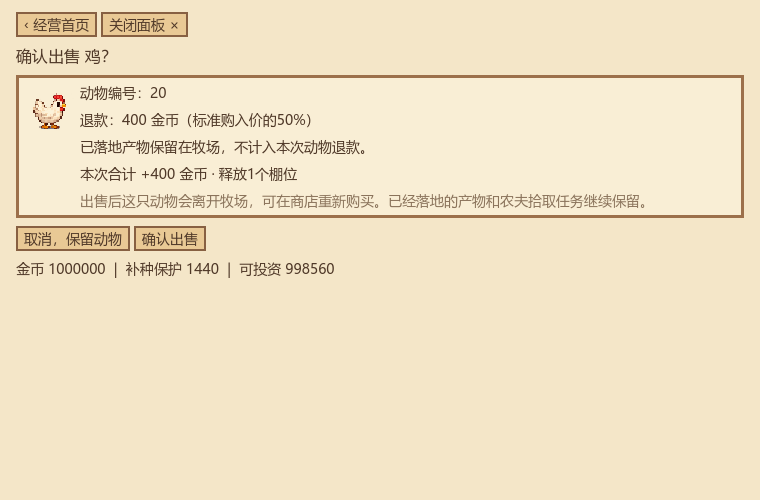 ‹ 经营首页 关闭面板 ×
确认出售 鸡?
动物编号: 20
退款: 400 金币 (标准购入价的50%)
已落地产物保留在牧场, 不计入本次动物退款。
本次合计 +400 金币 · 释放1个棚位
出售后这只动物会离开牧场, 可在商店重新购买。已经落地的产物和农夫拾取任务继续保留。
取消, 保留动物 确认出售
金币 1000000 | 补种保护 1440 | 可投资 998560